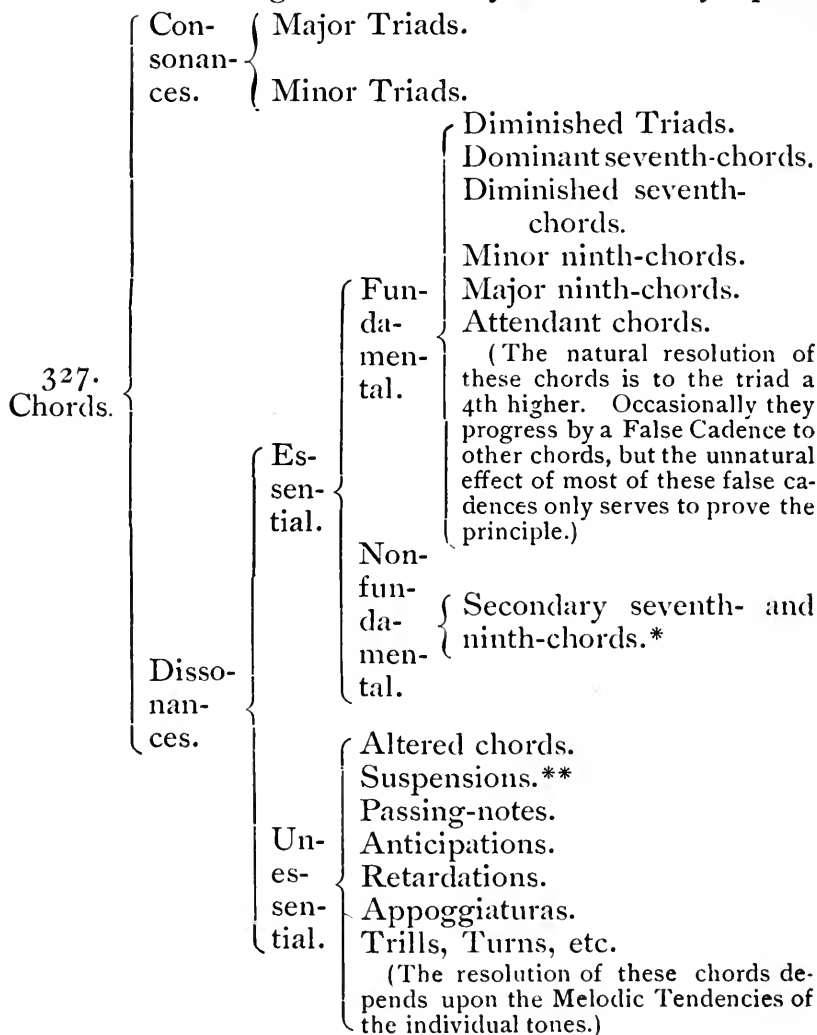 Con-
sonan-
ces.
Major Triads.
Minor Triads.
327.
Chords.
Disso-
nan-
ces.
Es-
sen-
tial.
Fun-
da-
men-
tal.
Diminished Triads.
Dominant seventh-chords.
Diminished seventh-
chords.
Minor ninth-chords.
Major ninth-chords.
Attendant chords.
(The natural resolution of
these chords is to the triad a
4th higher. Occasionally they
progress by a False Cadence to
other chords, but the unnatural
effect of most of these false ca-
dences only serves to prove the
principle.)
Non-
fun-
da-
men-
tal.
Secondary seventh- and
ninth-chords.*
Un-
es-
sen-
tial.
Altered chords.
Suspensions.**
Passing-notes.
Anticipations.
Retardations.
Appoggiaturas.
Trills, Turns, etc.
(The resolution of these chords de-
pends upon the Melodic Tendencies of
the individual tones.)